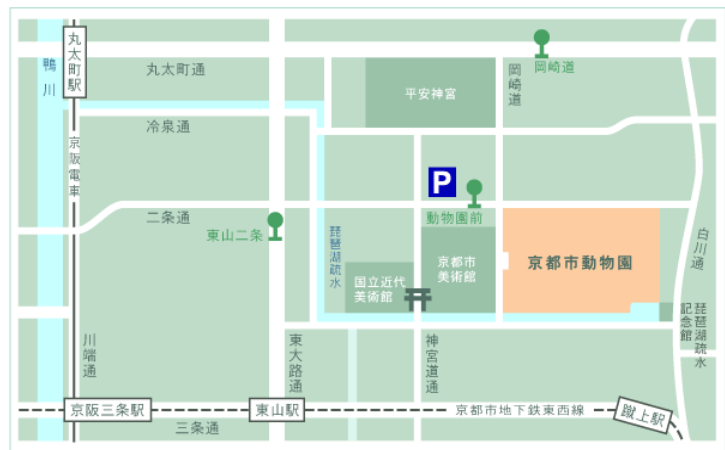 丸太町駅
鴨川
丸太町通
平安神宮
岡崎道
岡崎道
冷泉通
京阪電車
P
動物園前
二条通
東山二条
琵琶湖疏水
国立近代
美術館
京都市
美術館
京都市動物園
白川通
琵琶湖疏水
記念館
川端通
東大路通
神宮道通
京阪三条駅
東山駅
京都市地下鉄東西線
蹴上駅
三条通